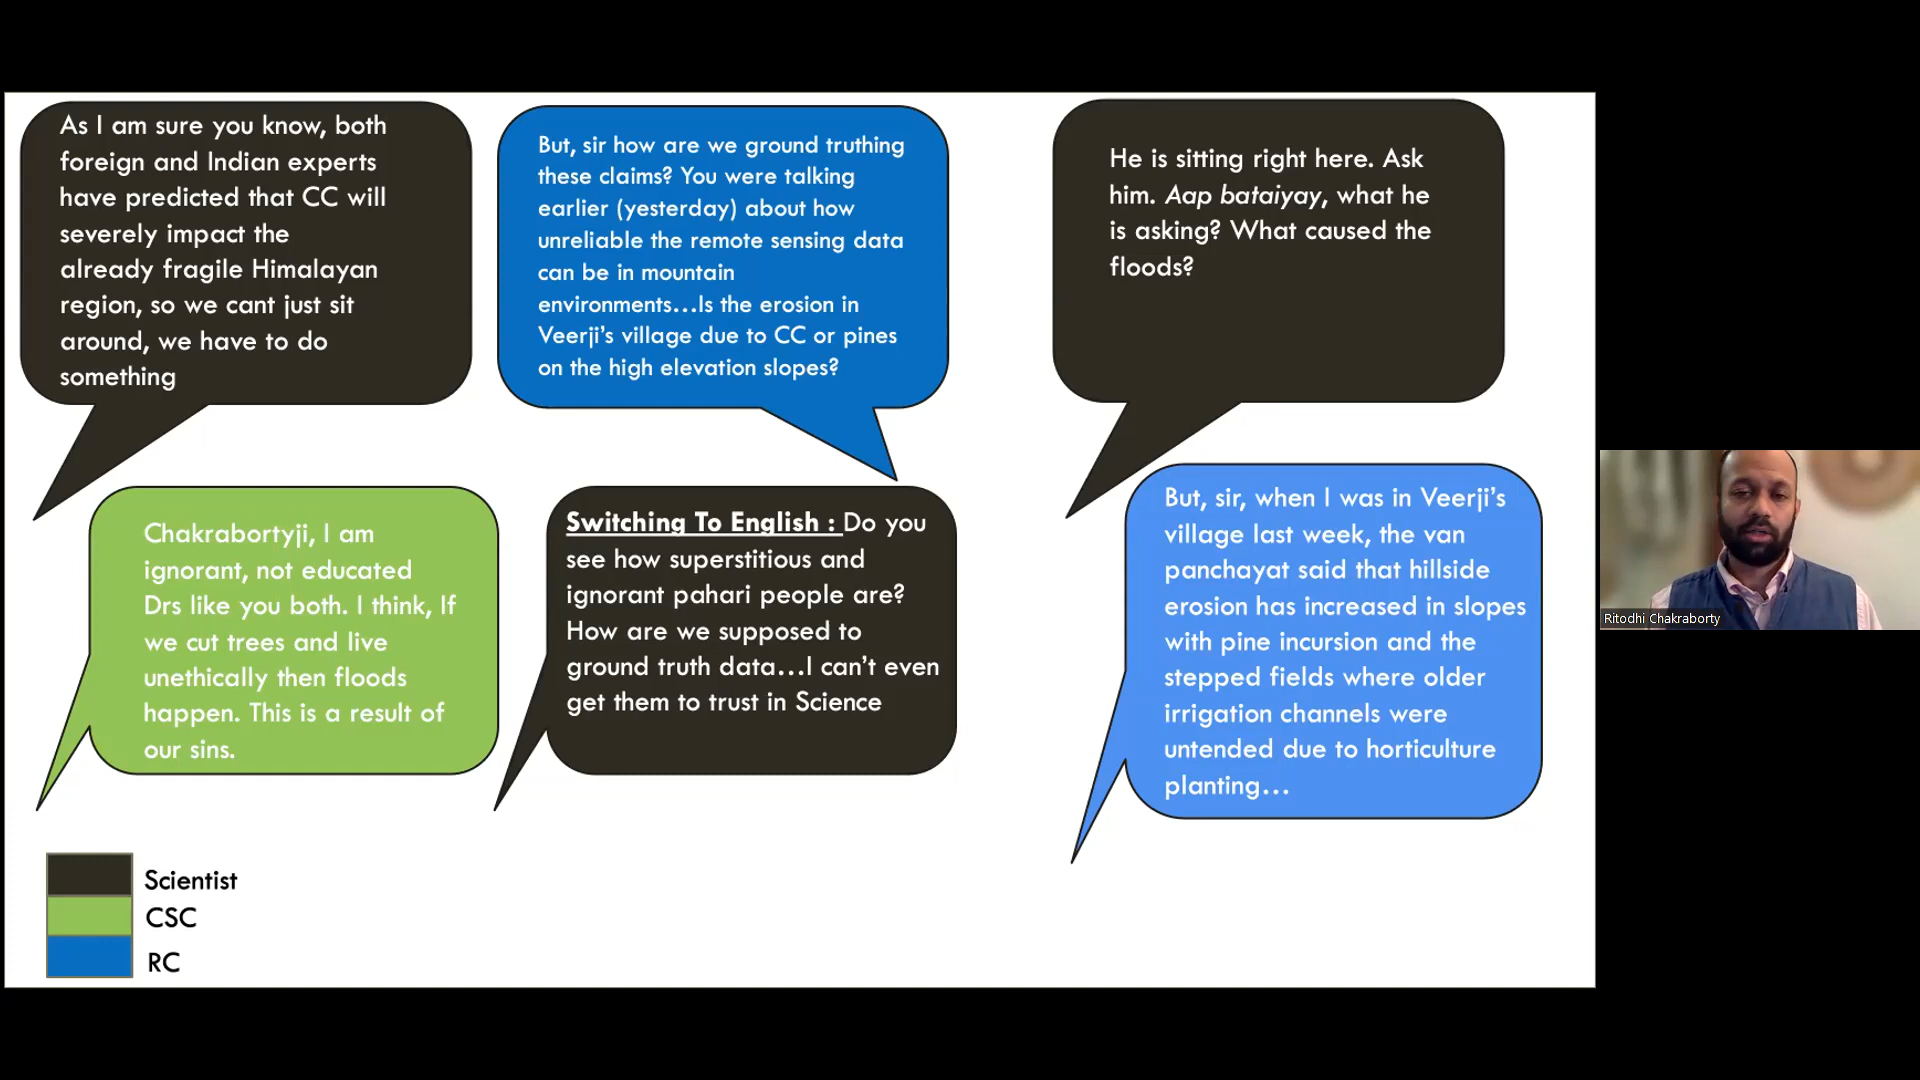 As I am sure you know, both
foreign and Indian experts
have predicted that CC will
severely impact the
already fragile Himalayan
region, so we cant just sit
around, we have to do
something
But, sir how are we ground truthing
these claims? You were talking
earlier (yesterday) about how
unreliable the remote sensing data
can be in mountain
environments…Is the erosion in
Veerji’s village due to CC or pines
on the high elevation slopes?
He is sitting right here. Ask
him. Aap bataiyay, what he
is asking? What caused the
floods?
Chakrabortyji, I am
ignorant, not educated
Drs like you both. I think, If
we cut trees and live
unethically then floods
happen. This is a result of
our sins.
Switching To English : Do you
see how superstitious and
ignorant pahari people are?
How are we supposed to
ground truth data…I can’t even
get them to trust in Science
But, sir, when I was in Veerji’s
village last week, the van
panchayat said that hillside
erosion has increased in slopes
with pine incursion and the
stepped fields where older
irrigation channels were
untended due to horticulture
planting…
Scientist
CSC
RC
Ritodhi Chakraborty